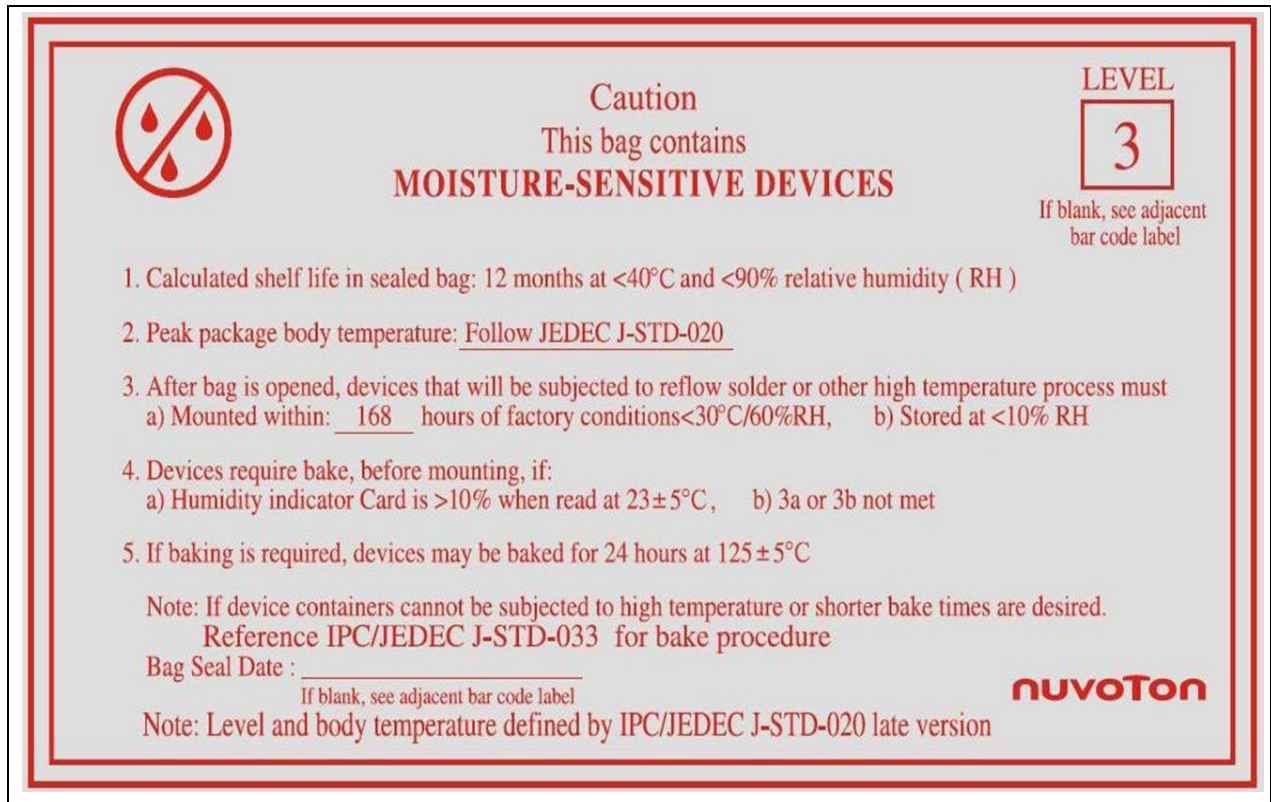 Caution
This bag contains
MOISTURE-SENSITIVE DEVICES
LEVEL
3
If blank, see adjacent
bar code label
1. Calculated shelf life in sealed bag: 12 months at <40°C and <90% relative humidity ( RH )
2. Peak package body temperature: Follow JEDEC J-STD-020
3. After bag is opened, devices that will be subjected to reflow solder or other high temperature process must
a) Mounted within: 168 hours of factory conditions<30°C/60%RH, b) Stored at <10% RH
4. Devices require bake, before mounting, if:
a) Humidity indicator Card is >10% when read at 23±5°C, b) 3a or 3b not met
5. If baking is required, devices may be baked for 24 hours at 125±5°C
Note: If device containers cannot be subjected to high temperature or shorter bake times are desired.
Reference IPC/JEDEC J-STD-033 for bake procedure
Bag Seal Date :
If blank, see adjacent bar code label
nuvoTon
Note: Level and body temperature defined by IPC/JEDEC J-STD-020 late version